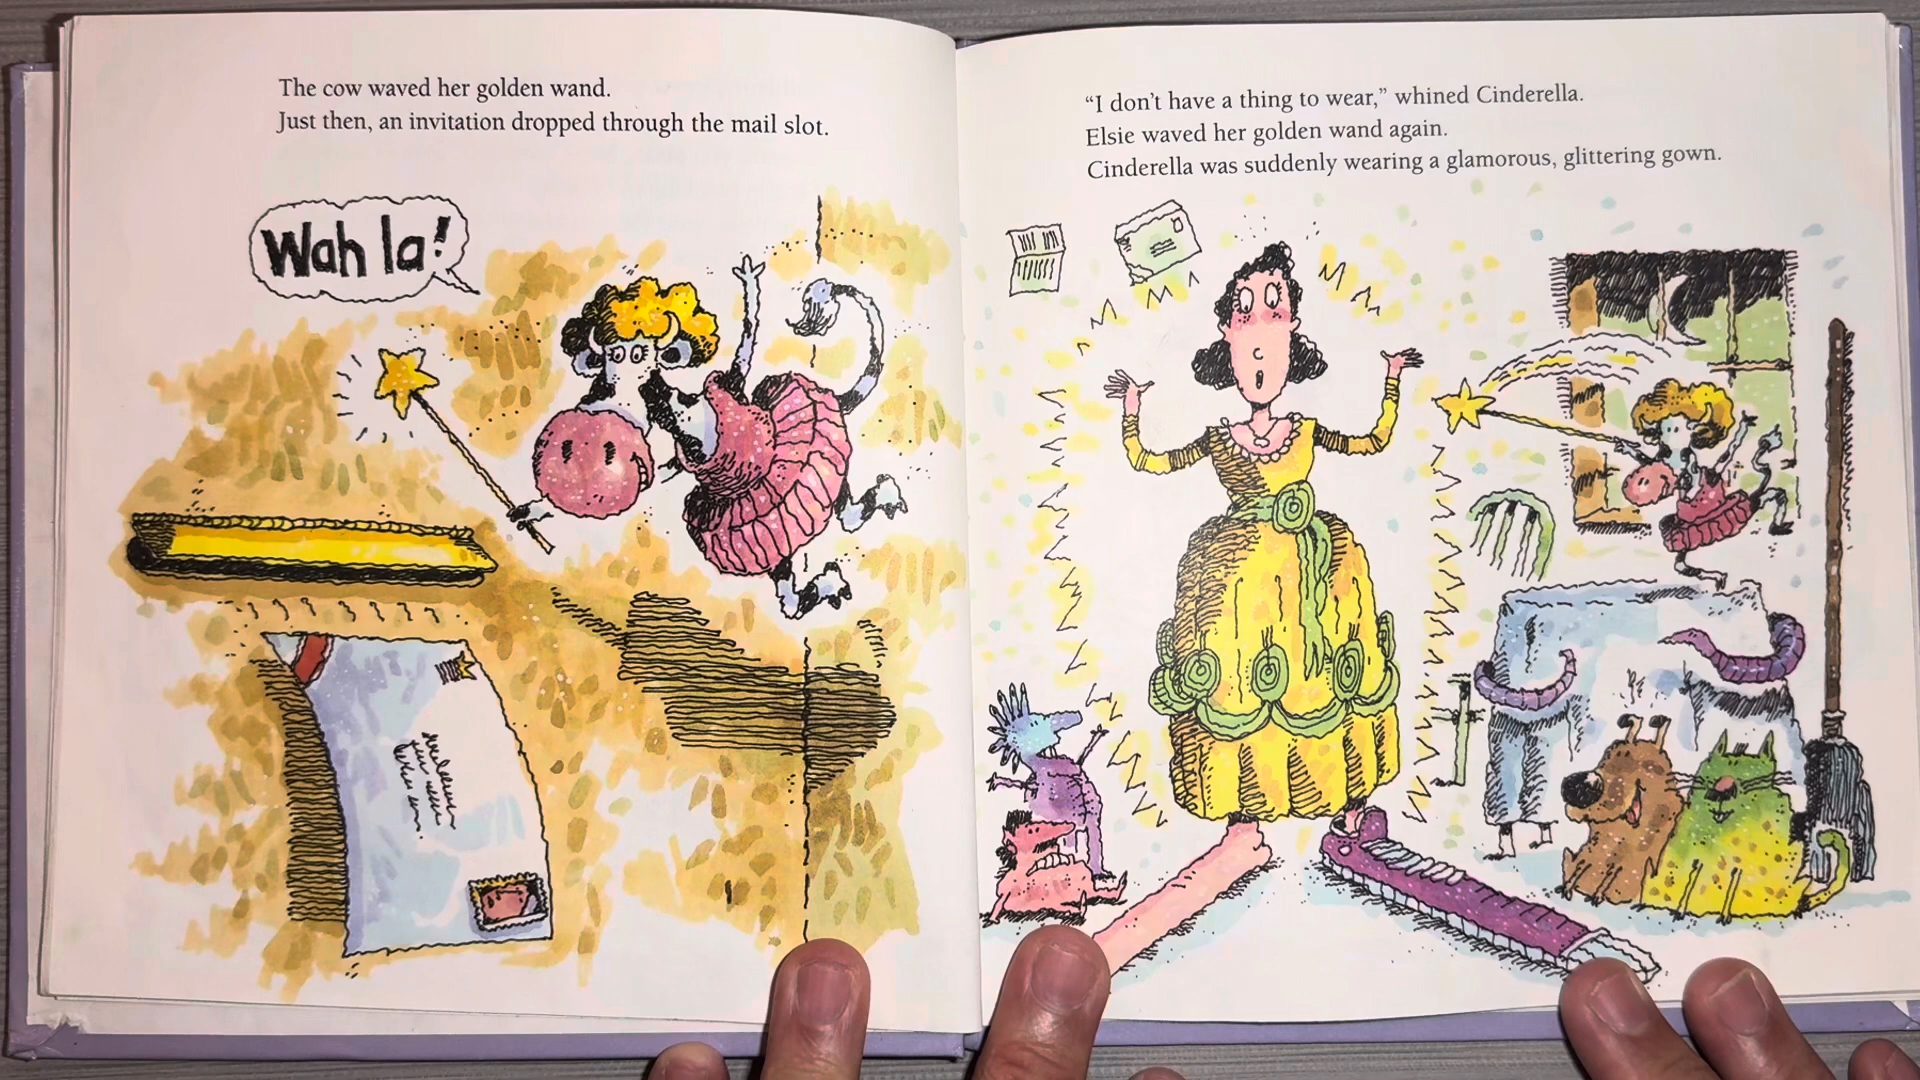 The cow waved her golden wand.
Just then, an invitation dropped through the mail slot.
Wah la!
“I don’t have a thing to wear,” whined Cinderella.
Elsie waved her golden wand again.
Cinderella was suddenly wearing a glamorous, glittering gown.